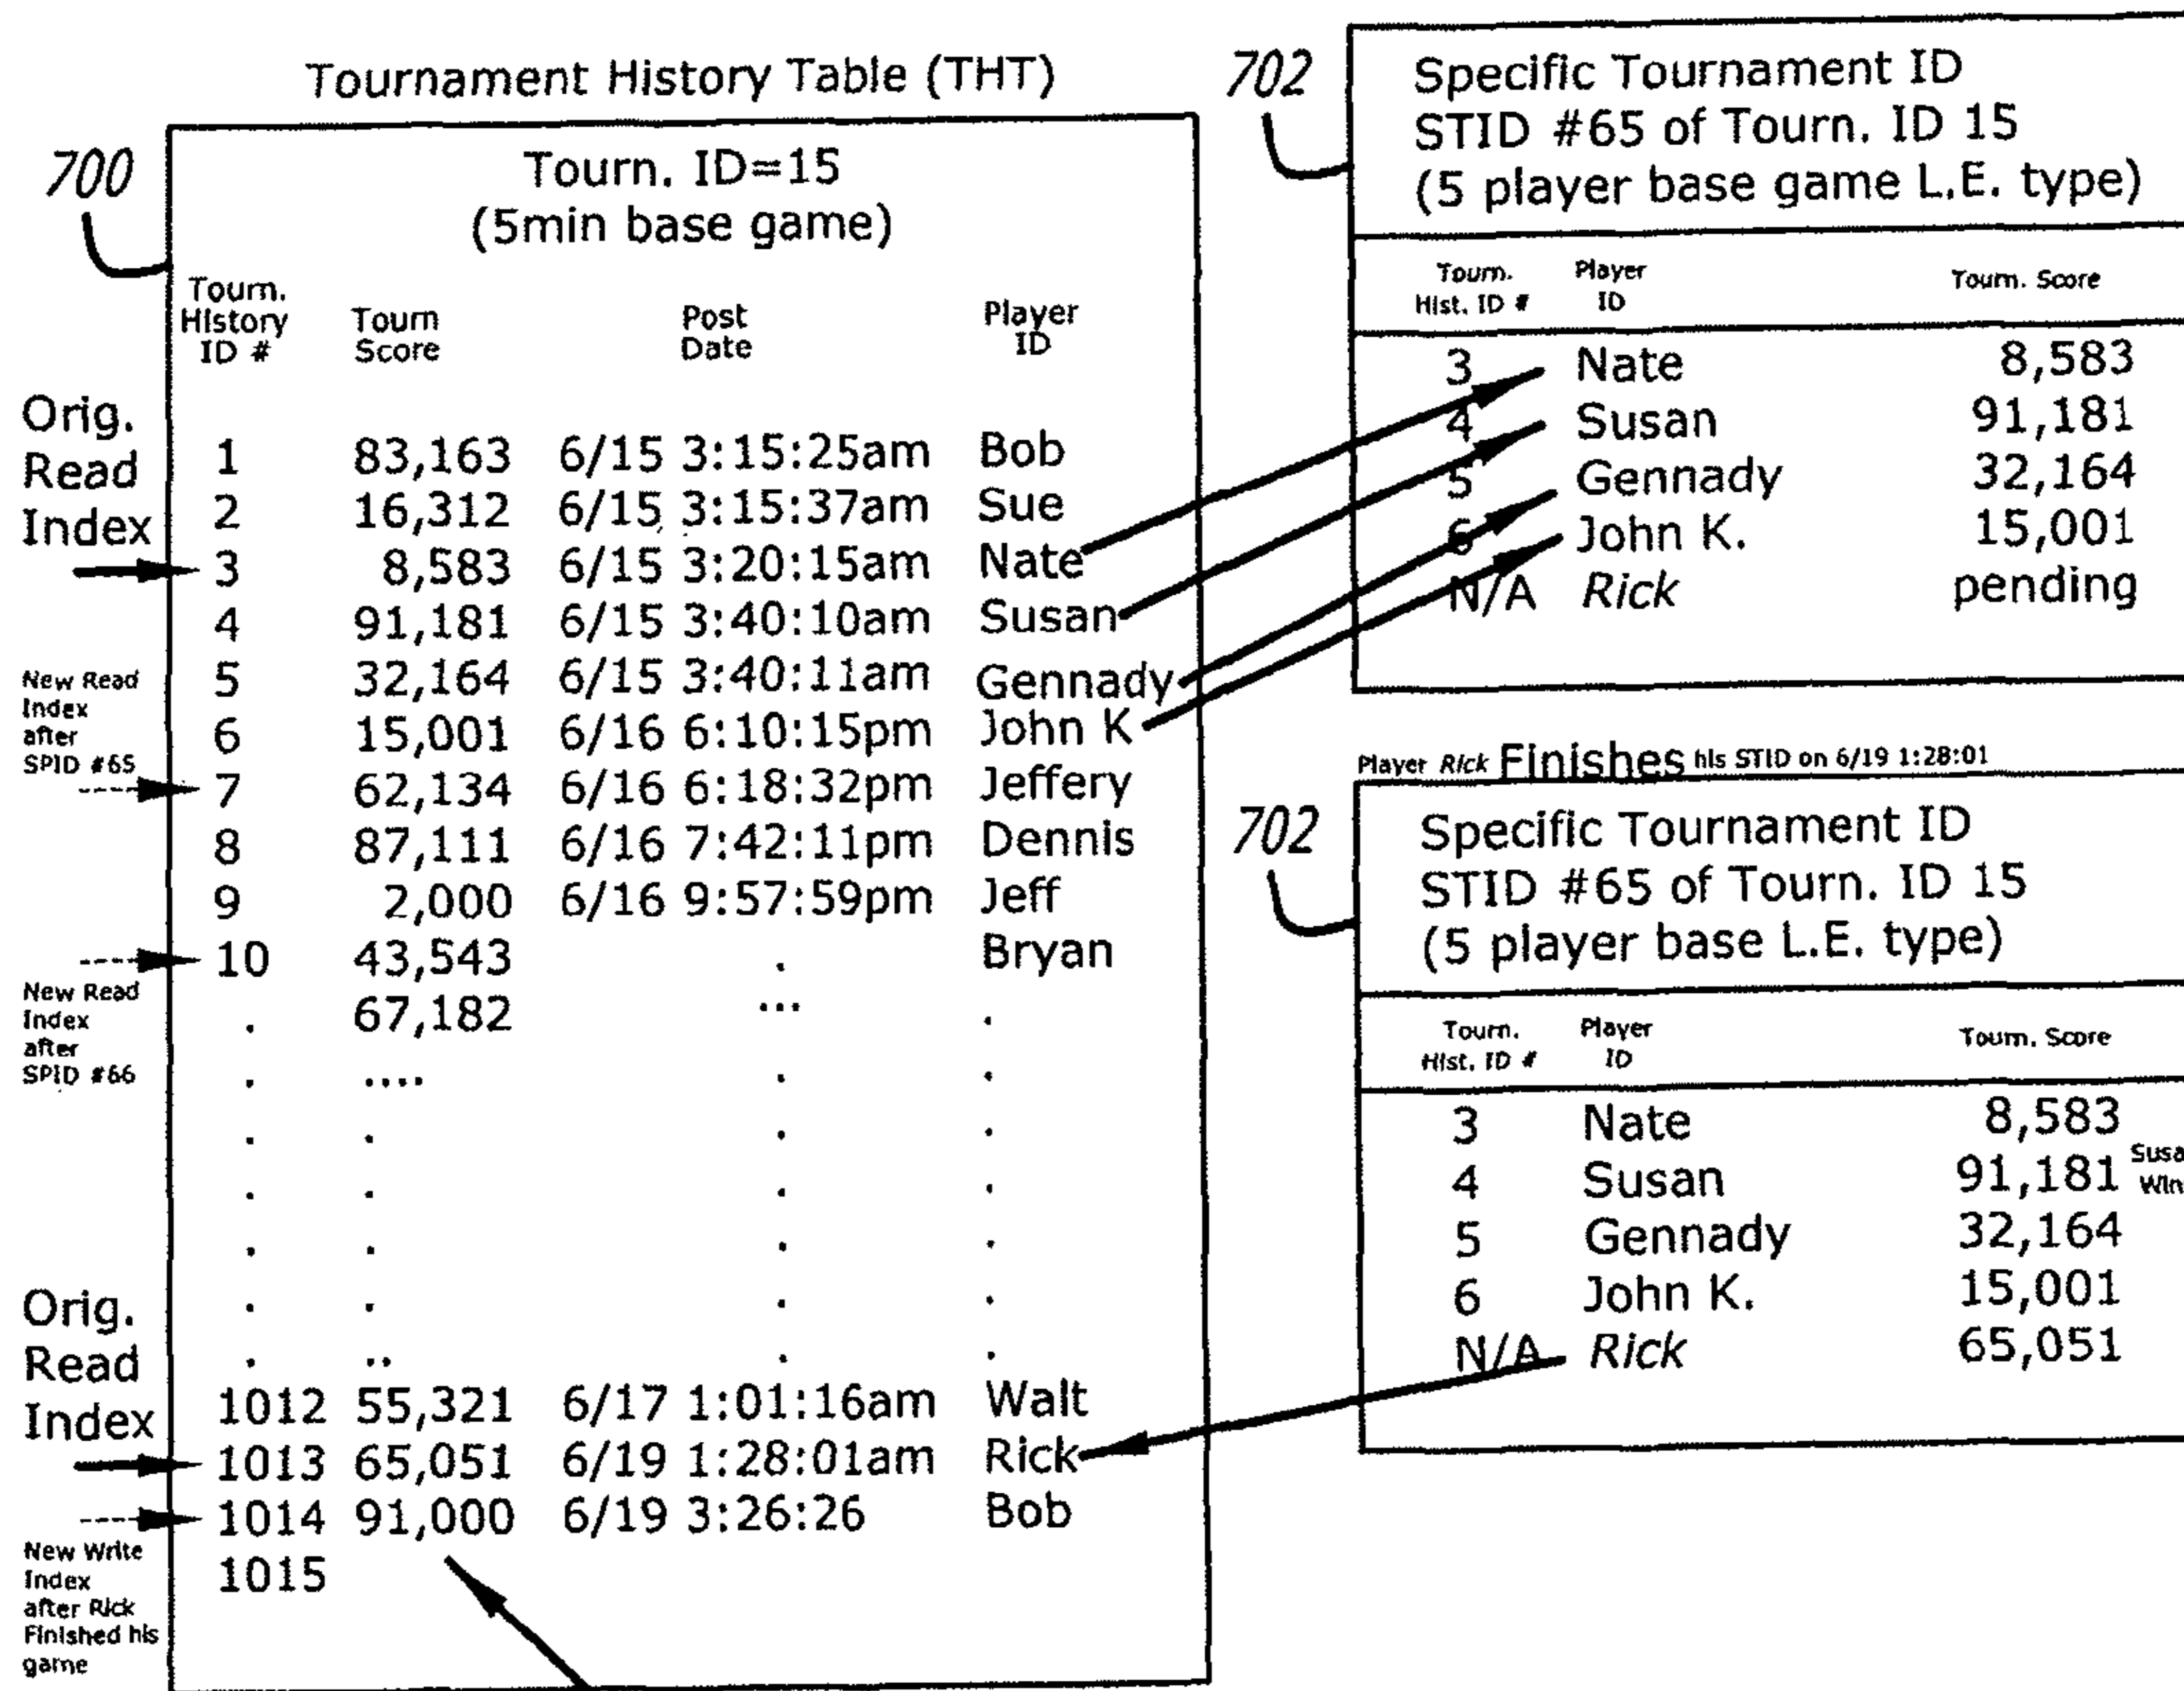 Tournament History Table (THT)
700
Tourn. ID=15
(5min base game)
Tourn.
History
ID #
Tourn
Score
Post
Date
Player
ID
Orig.
Read
Index
1 83,163 6/15 3:15:25am Bob
2 16,312 6/15 3:15:37am Sue
3 8,583 6/15 3:20:15am Nate
4 91,181 6/15 3:40:10am Susan
5 32,164 6/15 3:40:11am Gennady
6 15,001 6/16 6:10:15pm John K
7 62,134 6/16 6:18:32pm Jeffery
8 87,111 6/16 7:42:11pm Dennis
9 2,000 6/16 9:57:59pm Jeff
10 43,543 . Bryan
. 67,182 ... .
. .... . .
. . . .
. . . .
. . . .
. . . .
. .. . .
1012 55,321 6/17 1:01:16am Walt
1013 65,051 6/19 1:28:01am Rick
1014 91,000 6/19 3:26:26 Bob
1015
New Read
Index
after
SPID #65
New Read
Index
after
SPID #66
Orig.
Read
Index
New Write
Index
after Rick
Finished his
game
702
Specific Tournament ID
STID #65 of Tourn. ID 15
(5 player base game L.E. type)
Tourn.
Hist. ID #
Player
ID
Tourn. Score
3 Nate 8,583
4 Susan 91,181
5 Gennady 32,164
6 John K. 15,001
N/A Rick pending
Player Rick Finishes his STID on 6/19 1:28:01
702
Specific Tournament ID
STID #65 of Tourn. ID 15
(5 player base L.E. type)
Tourn.
Hist. ID #
Player
ID
Tourn. Score
3 Nate 8,583
4 Susan 91,181
5 Gennady 32,164
6 John K. 15,001
N/A Rick 65,051